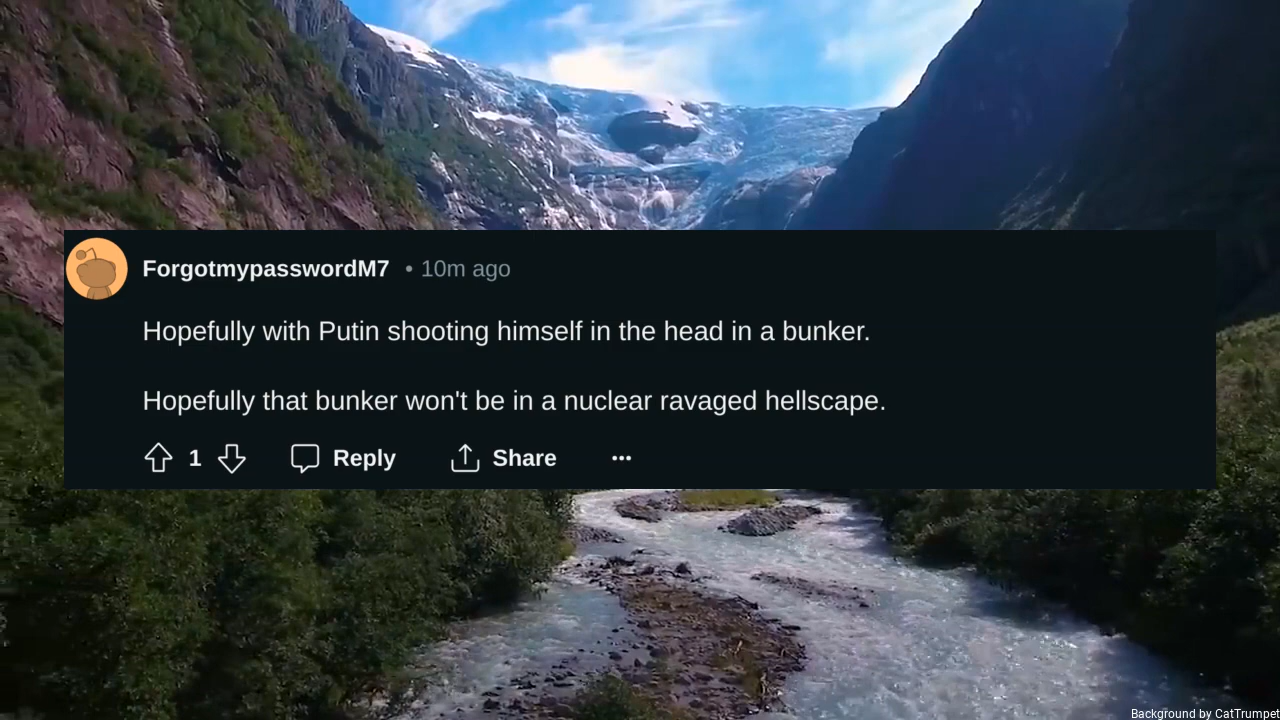 ForgotmypasswordM7 • 10m ago
Hopefully with Putin shooting himself in the head in a bunker.
Hopefully that bunker won't be in a nuclear ravaged hellscape.
1 Reply Share ···
Background by CatTrumpet